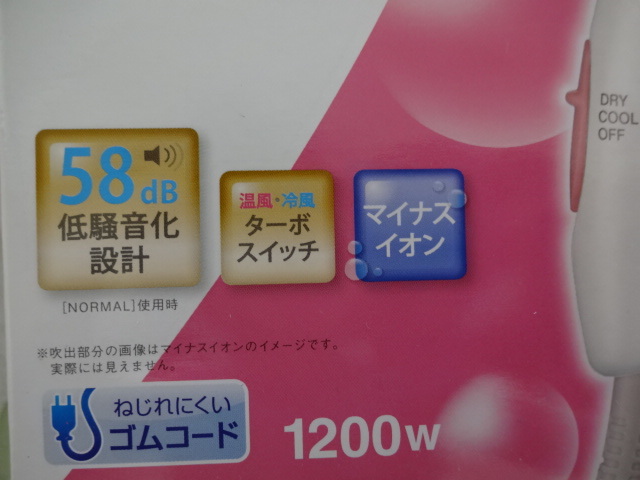 DRY
COOL
OFF
58dB
低騒音化
設計
[NORMAL]使用時
温風・冷風
ターボ
スイッチ
マイナス
イオン
※吹出部分の画像はマイナスイオンのイメージです。
実際には見えません。
ねじれにくい
ゴムコード
1200W